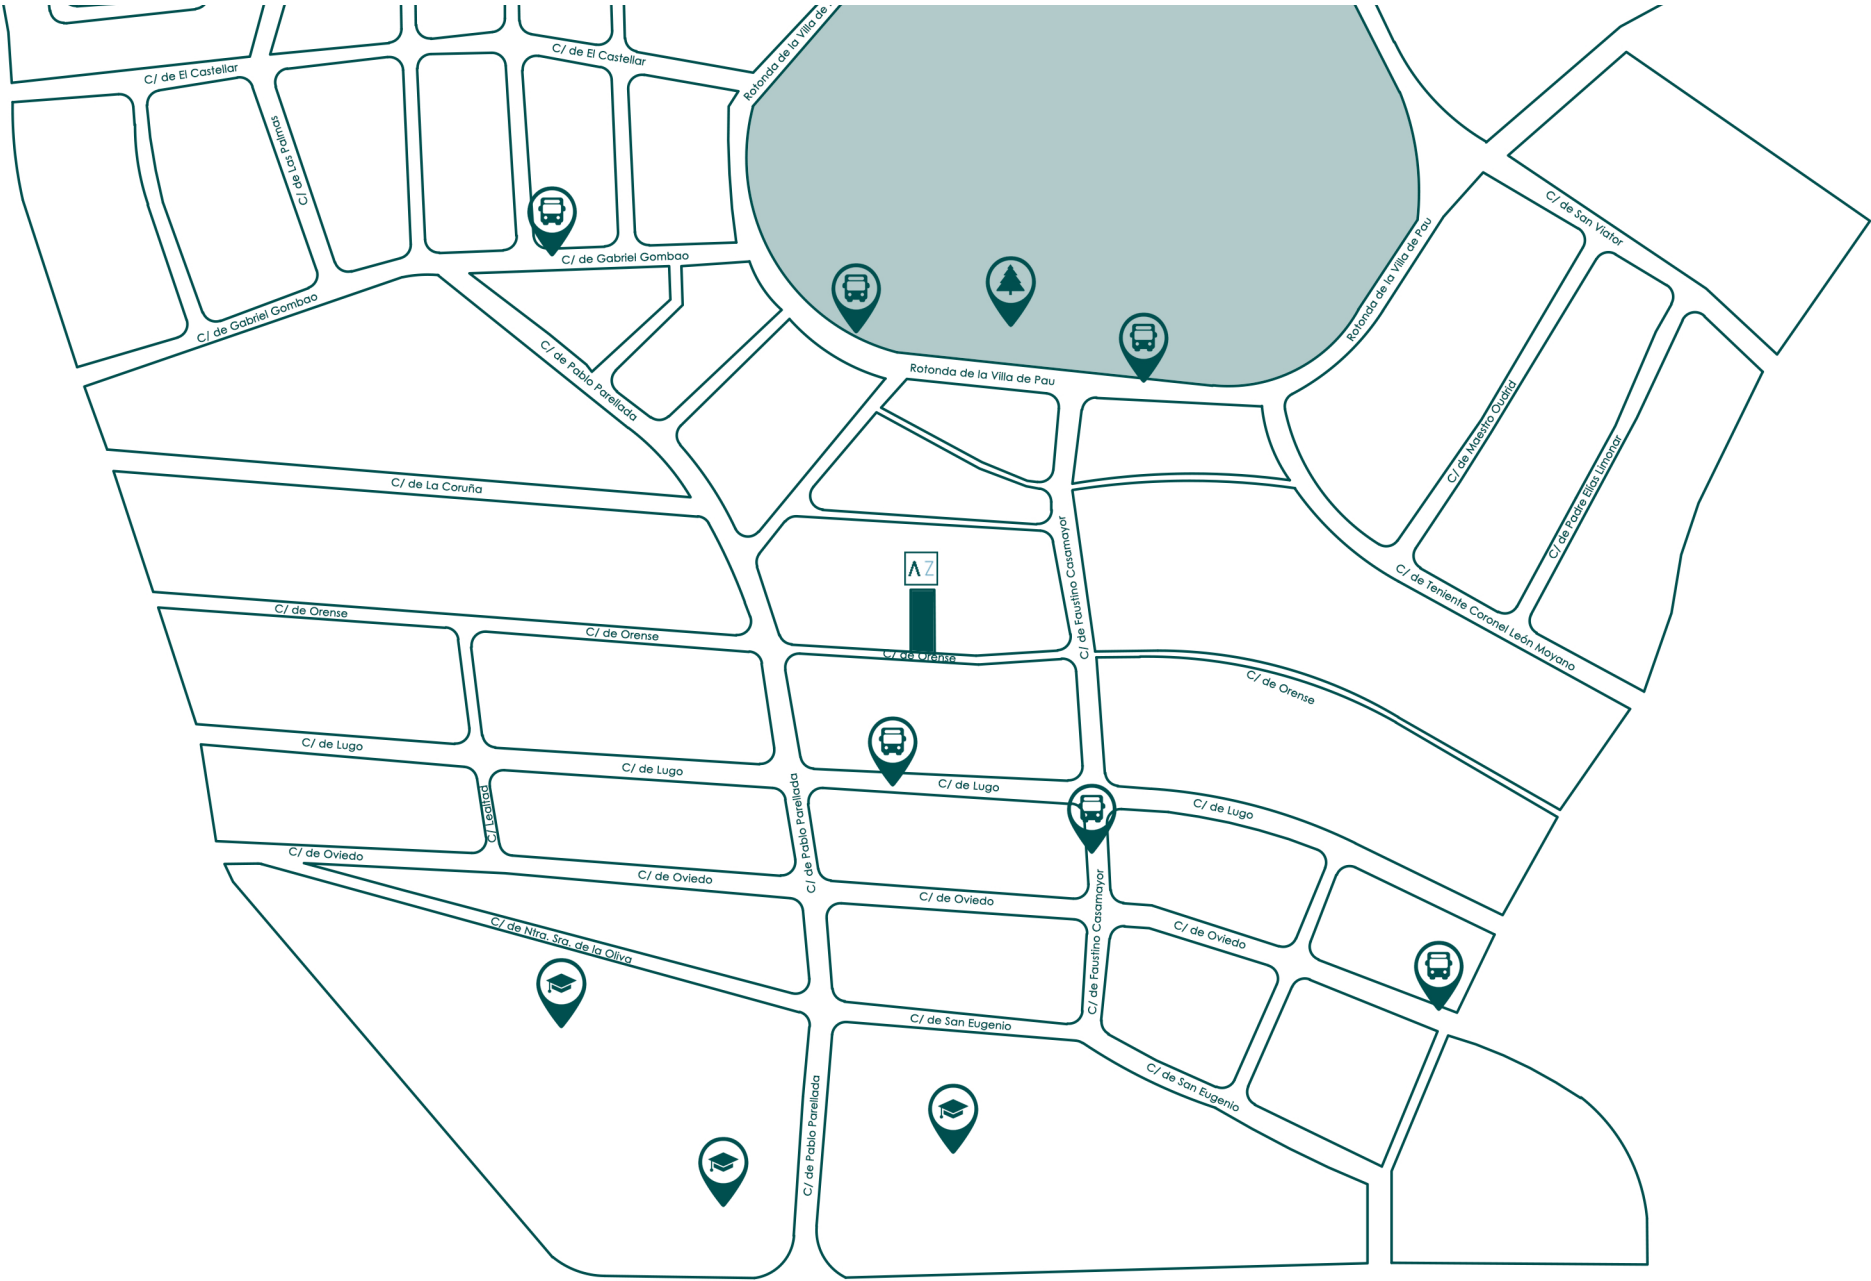 Rotonda de la Villa de
C/ de El Castellar
C/ de El Castellar
C/ de Las Palmas
C/ de San Viator
C/ de Gabriel Gombao
Rotonda de la Villa de Pau
C/ de Gabriel Gombao
C/ de Pablo Parellada
Rotonda de la Villa de Pau
C/ de Maestro Oudrid
C/ de Padre Elías Limonar
C/ de La Coruña
C/ de Faustino Casamayor
AZ
C/ de Teniente Coronel León Moyano
C/ de Orense
C/ de Orense
C/ de Orense
C/ de Orense
C/ de Lugo
C/ de Lugo
C/ de Lugo
C/ de Lugo
C/ Lealtad
C/ de Pablo Parellada
C/ de Oviedo
C/ de Oviedo
C/ de Oviedo
C/ de Oviedo
C/ de Faustino Casamayor
C/ de Ntra. Sra. de la Oliva
C/ de San Eugenio
C/ de San Eugenio
C/ de Pablo Parellada